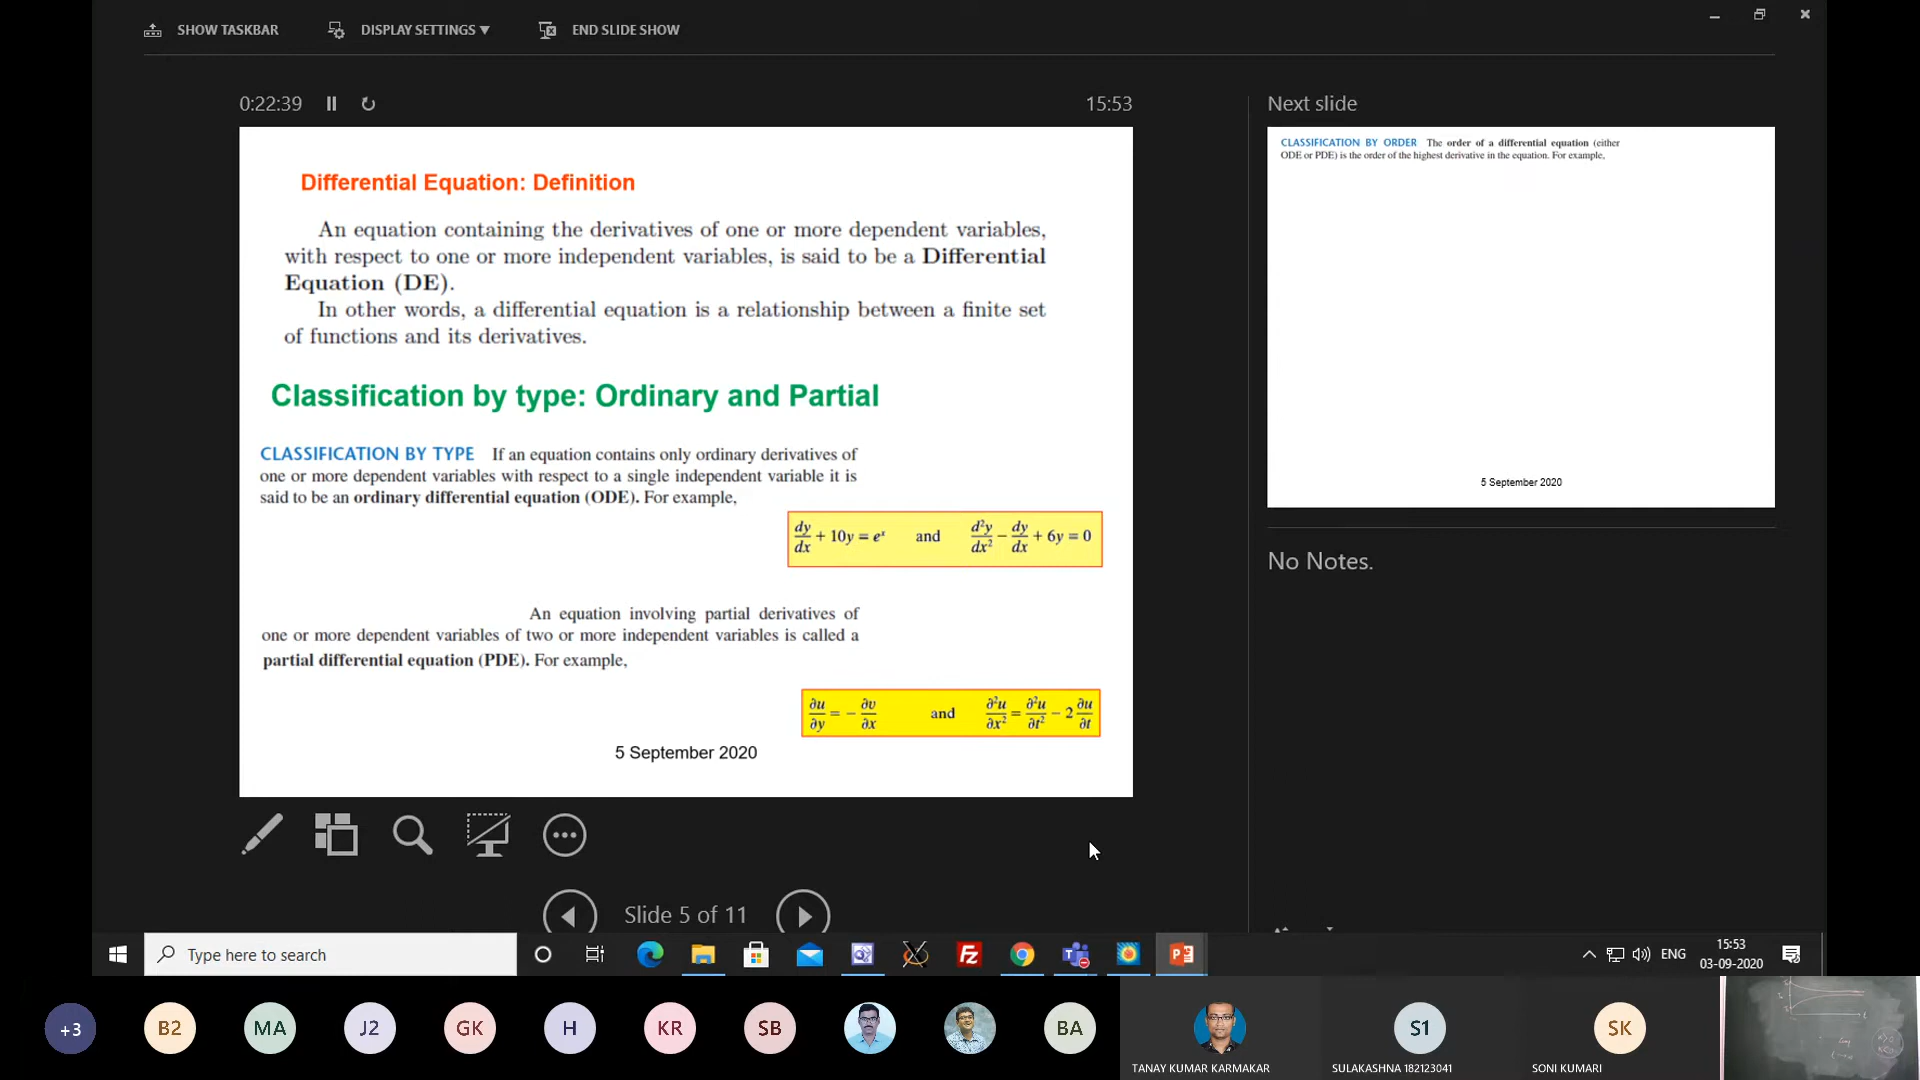 SHOW TASKBAR DISPLAY SETTINGS ▼ END SLIDE SHOW
0:22:39 15:53
Differential Equation: Definition
An equation containing the derivatives of one or more dependent variables,
with respect to one or more independent variables, is said to be a Differential
Equation (DE).
In other words, a differential equation is a relationship between a finite set
of functions and its derivatives.
Classification by type: Ordinary and Partial
CLASSIFICATION BY TYPE If an equation contains only ordinary derivatives of
one or more dependent variables with respect to a single independent variable it is
said to be an ordinary differential equation (ODE). For example,
dy/dx + 10y = eˣ and d²y/dx² − dy/dx + 6y = 0
An equation involving partial derivatives of
one or more dependent variables of two or more independent variables is called a
partial differential equation (PDE). For example,
∂u/∂y = − ∂v/∂x and ∂²u/∂x² = ∂²u/∂t² − 2 ∂u/∂t
5 September 2020
Slide 5 of 11
Next slide
CLASSIFICATION BY ORDER The order of a differential equation (either
ODE or PDE) is the order of the highest derivative in the equation. For example,
5 September 2020
No Notes.
Type here to search
ENG
15:53
03-09-2020
+3 B2 MA J2 GK H KR SB BA S1 SK
TANAY KUMAR KARMAKAR SULAKASHNA 182123041 SONI KUMARI